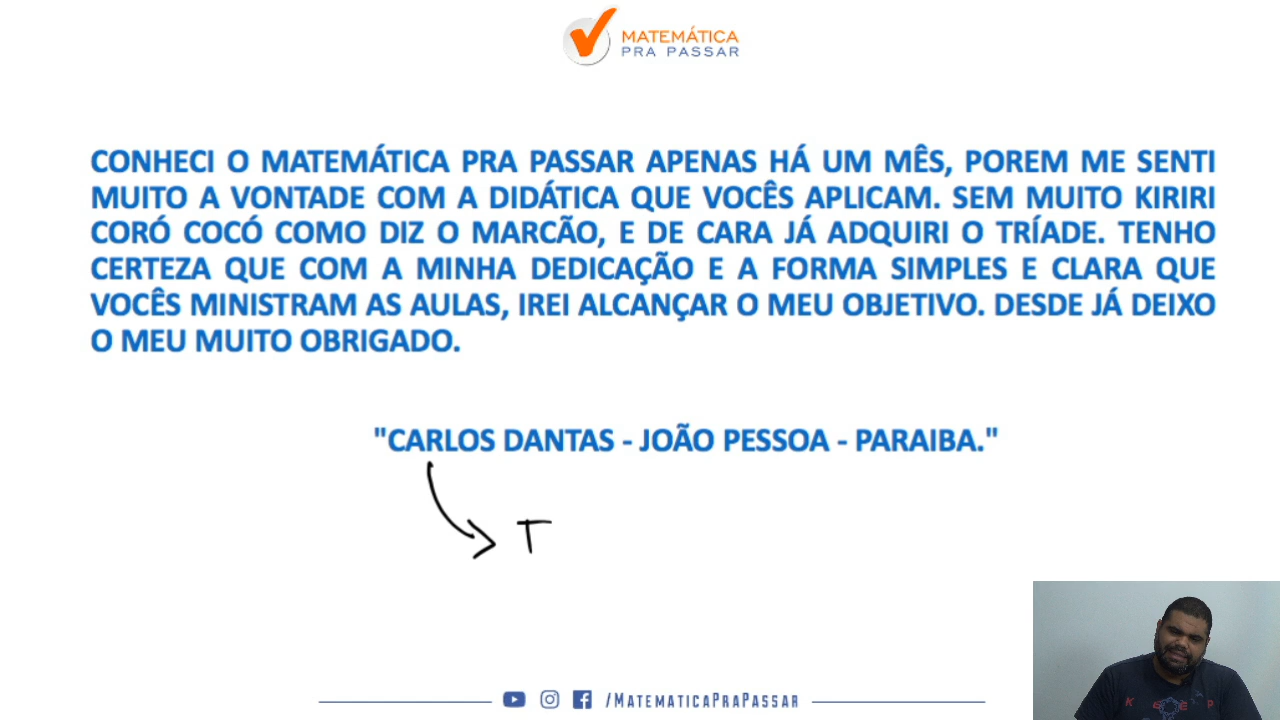 MATEMÁTICA
PRA PASSAR
CONHECI O MATEMÁTICA PRA PASSAR APENAS HÁ UM MÊS, POREM ME SENTI
MUITO A VONTADE COM A DIDÁTICA QUE VOCÊS APLICAM. SEM MUITO KIRIRI
CORÓ COCÓ COMO DIZ O MARCÃO, E DE CARA JÁ ADQUIRI O TRÍADE. TENHO
CERTEZA QUE COM A MINHA DEDICAÇÃO E A FORMA SIMPLES E CLARA QUE
VOCÊS MINISTRAM AS AULAS, IREI ALCANÇAR O MEU OBJETIVO. DESDE JÁ DEIXO
O MEU MUITO OBRIGADO.
"CARLOS DANTAS - JOÃO PESSOA - PARAIBA."
T
KEEP
/MATEMATICAPRAPASSAR